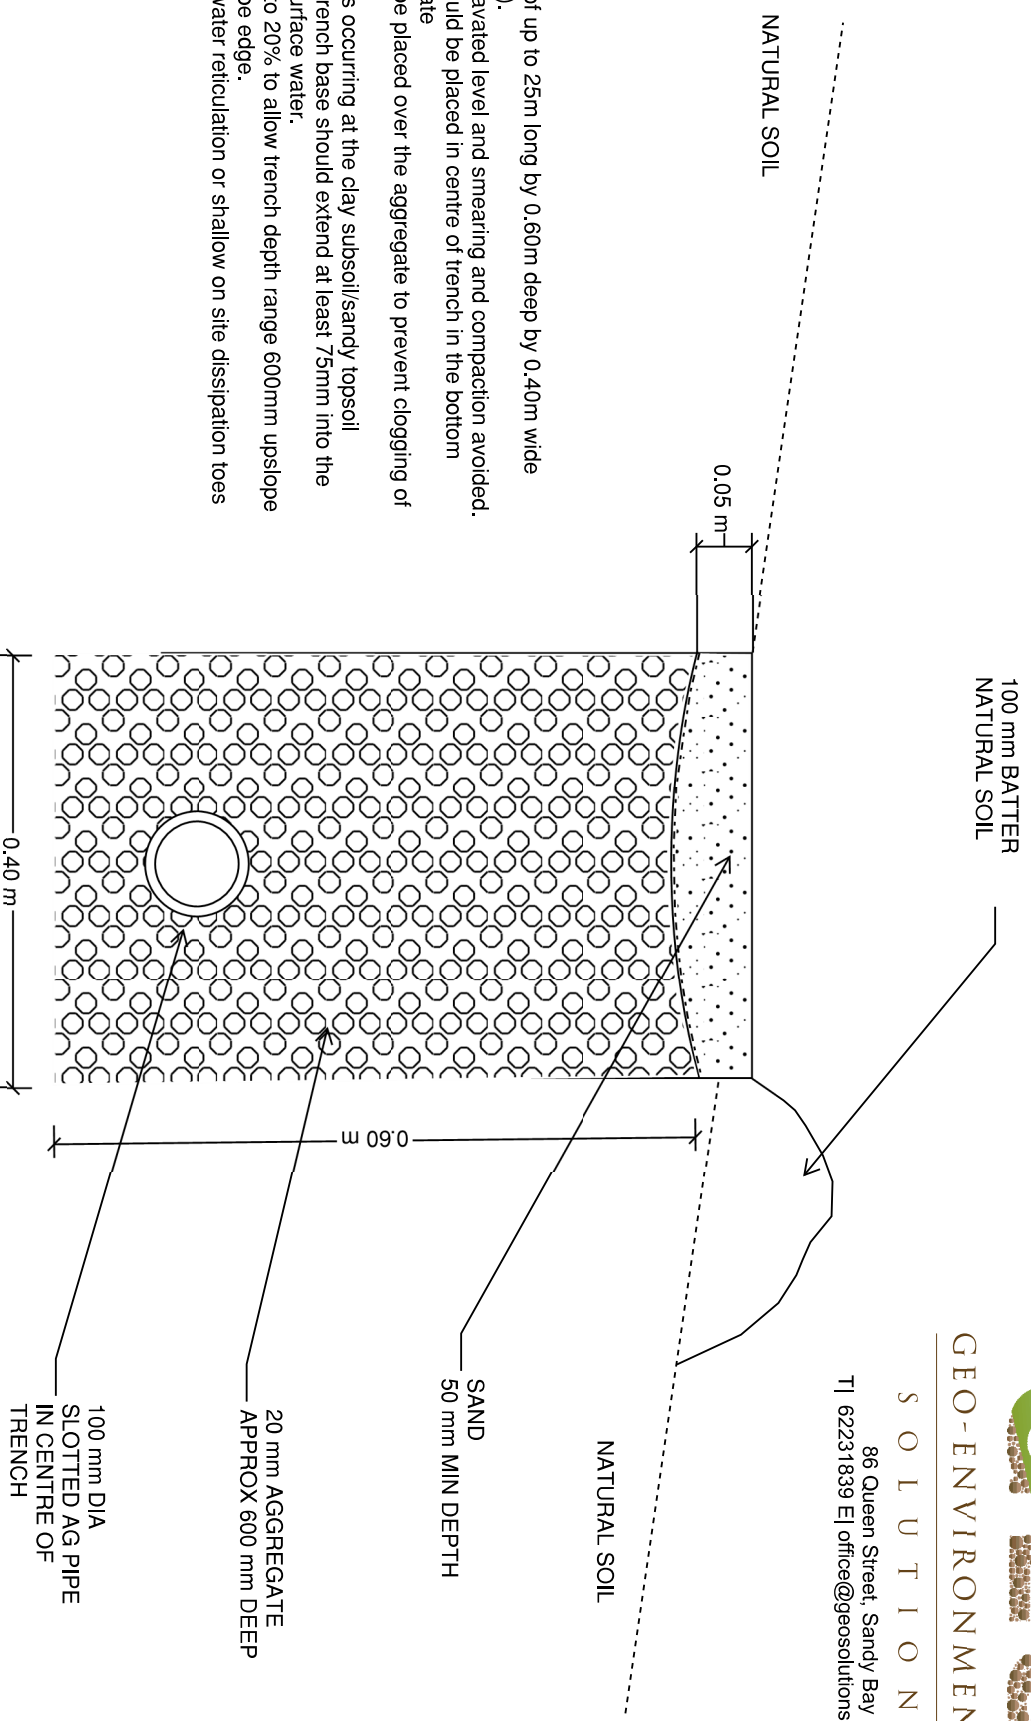 GEO-ENVIRONMEN
SOLUTION
86 Queen Street, Sandy Bay
T| 62231839 E| office@geosolutions
100 mm BATTER
NATURAL SOIL
NATURAL SOIL
0.05 m
NATURAL SOIL
of up to 25m long by 0.60m deep by 0.40m wide
).
avated level and smearing and compaction avoided.
uld be placed in centre of trench in the bottom
ate
be placed over the aggregate to prevent clogging of
s occurring at the clay subsoil/sandy topsoil
rench base should extend at least 75mm into the
urface water.
to 20% to allow trench depth range 600mm upslope
pe edge.
water reticulation or shallow on site dissipation toes
SAND
50 mm MIN DEPTH
0.60 m
20 mm AGGREGATE
APPROX 600 mm DEEP
100 mm DIA
SLOTTED AG PIPE
IN CENTRE OF
TRENCH
0.40 m